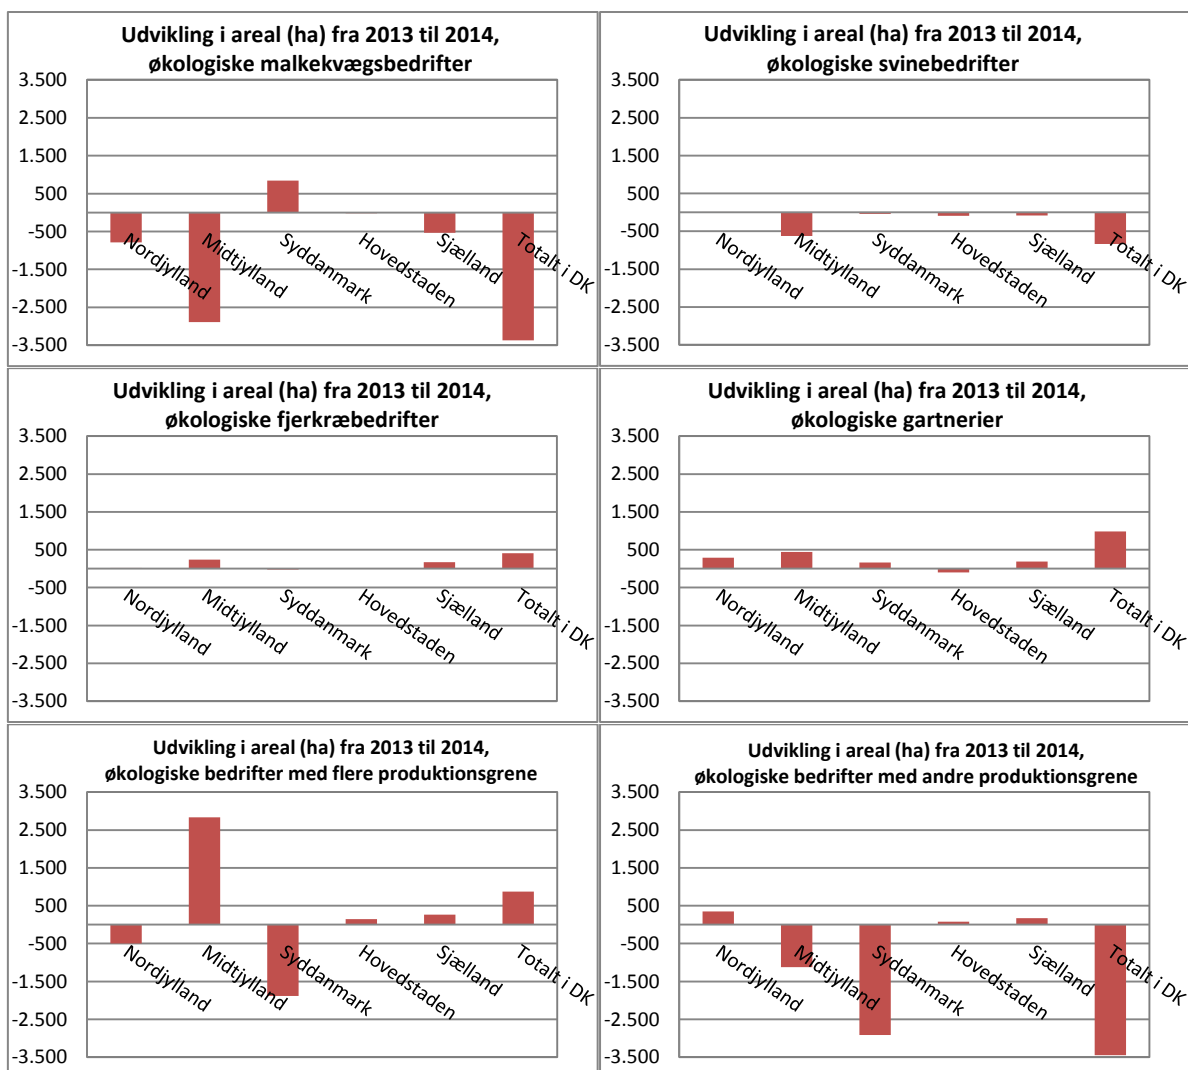 Udvikling i areal (ha) fra 2013 til 2014,
økologiske malkekvægsbedrifter
3.500
2.500
1.500
500
-500
-1.500
-2.500
-3.500
Nordjylland
Midtjylland
Syddanmark
Hovedstaden
Sjælland
Totalt i DK
Udvikling i areal (ha) fra 2013 til 2014,
økologiske svinebedrifter
3.500
2.500
1.500
500
-500
-1.500
-2.500
-3.500
Nordjylland
Midtjylland
Syddanmark
Hovedstaden
Sjælland
Totalt i DK
Udvikling i areal (ha) fra 2013 til 2014,
økologiske fjerkræbedrifter
3.500
2.500
1.500
500
-500
-1.500
-2.500
-3.500
Nordjylland
Midtjylland
Syddanmark
Hovedstaden
Sjælland
Totalt i DK
Udvikling i areal (ha) fra 2013 til 2014,
økologiske gartnerier
3.500
2.500
1.500
500
-500
-1.500
-2.500
-3.500
Nordjylland
Midtjylland
Syddanmark
Hovedstaden
Sjælland
Totalt i DK
Udvikling i areal (ha) fra 2013 til 2014,
økologiske bedrifter med flere produktionsgrene
3.500
2.500
1.500
500
-500
-1.500
-2.500
-3.500
Nordjylland
Midtjylland
Syddanmark
Hovedstaden
Sjælland
Totalt i DK
Udvikling i areal (ha) fra 2013 til 2014,
økologiske bedrifter med andre produktionsgrene
3.500
2.500
1.500
500
-500
-1.500
-2.500
-3.500
Nordjylland
Midtjylland
Syddanmark
Hovedstaden
Sjælland
Totalt i DK